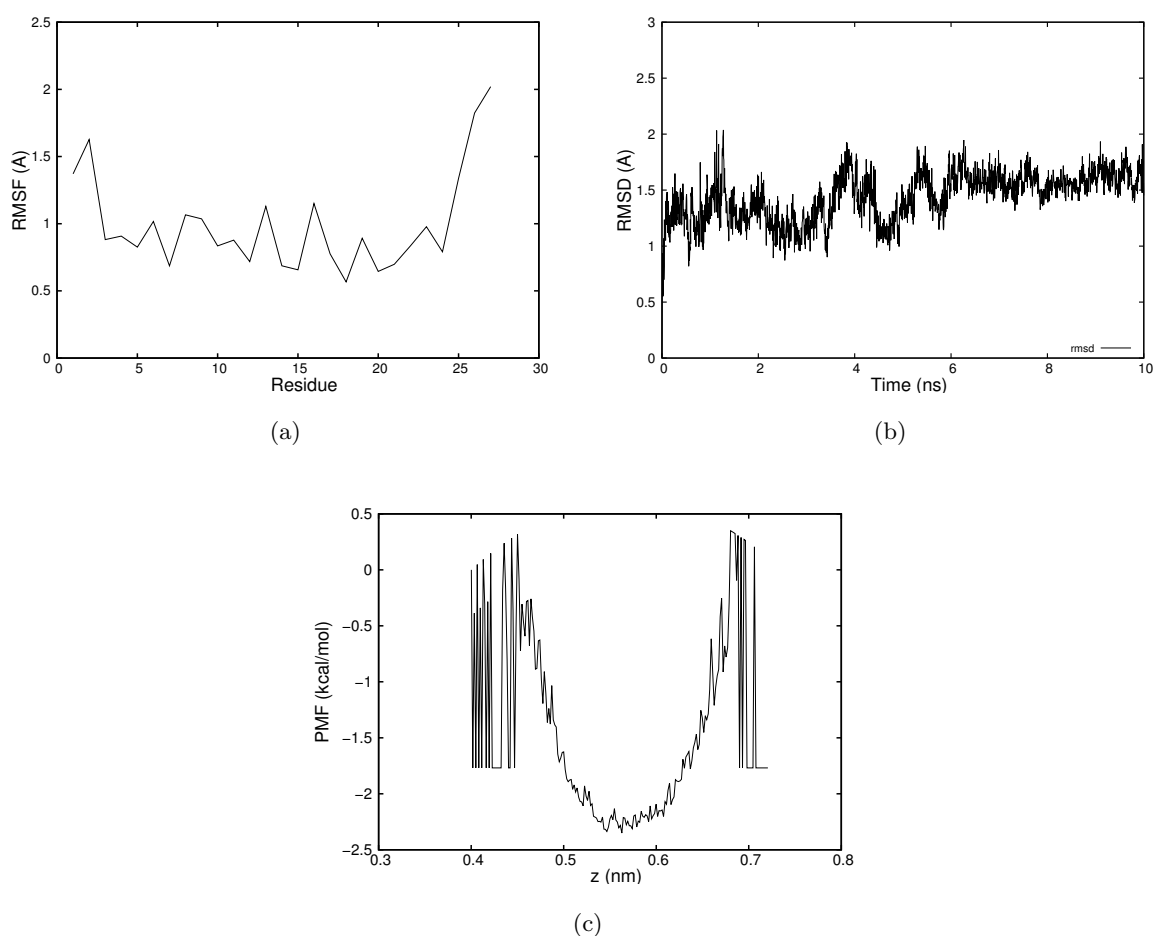 2.5
2
1.5
1
0.5
0
RMSF (A)
0 5 10 15 20 25 30
Residue
(a)
3
2.5
2
1.5
1
0.5
0
RMSD (A)
rmsd
0 2 4 6 8 10
Time (ns)
(b)
0.5
0
−0.5
−1
−1.5
−2
−2.5
PMF (kcal/mol)
0.3 0.4 0.5 0.6 0.7 0.8
z (nm)
(c)